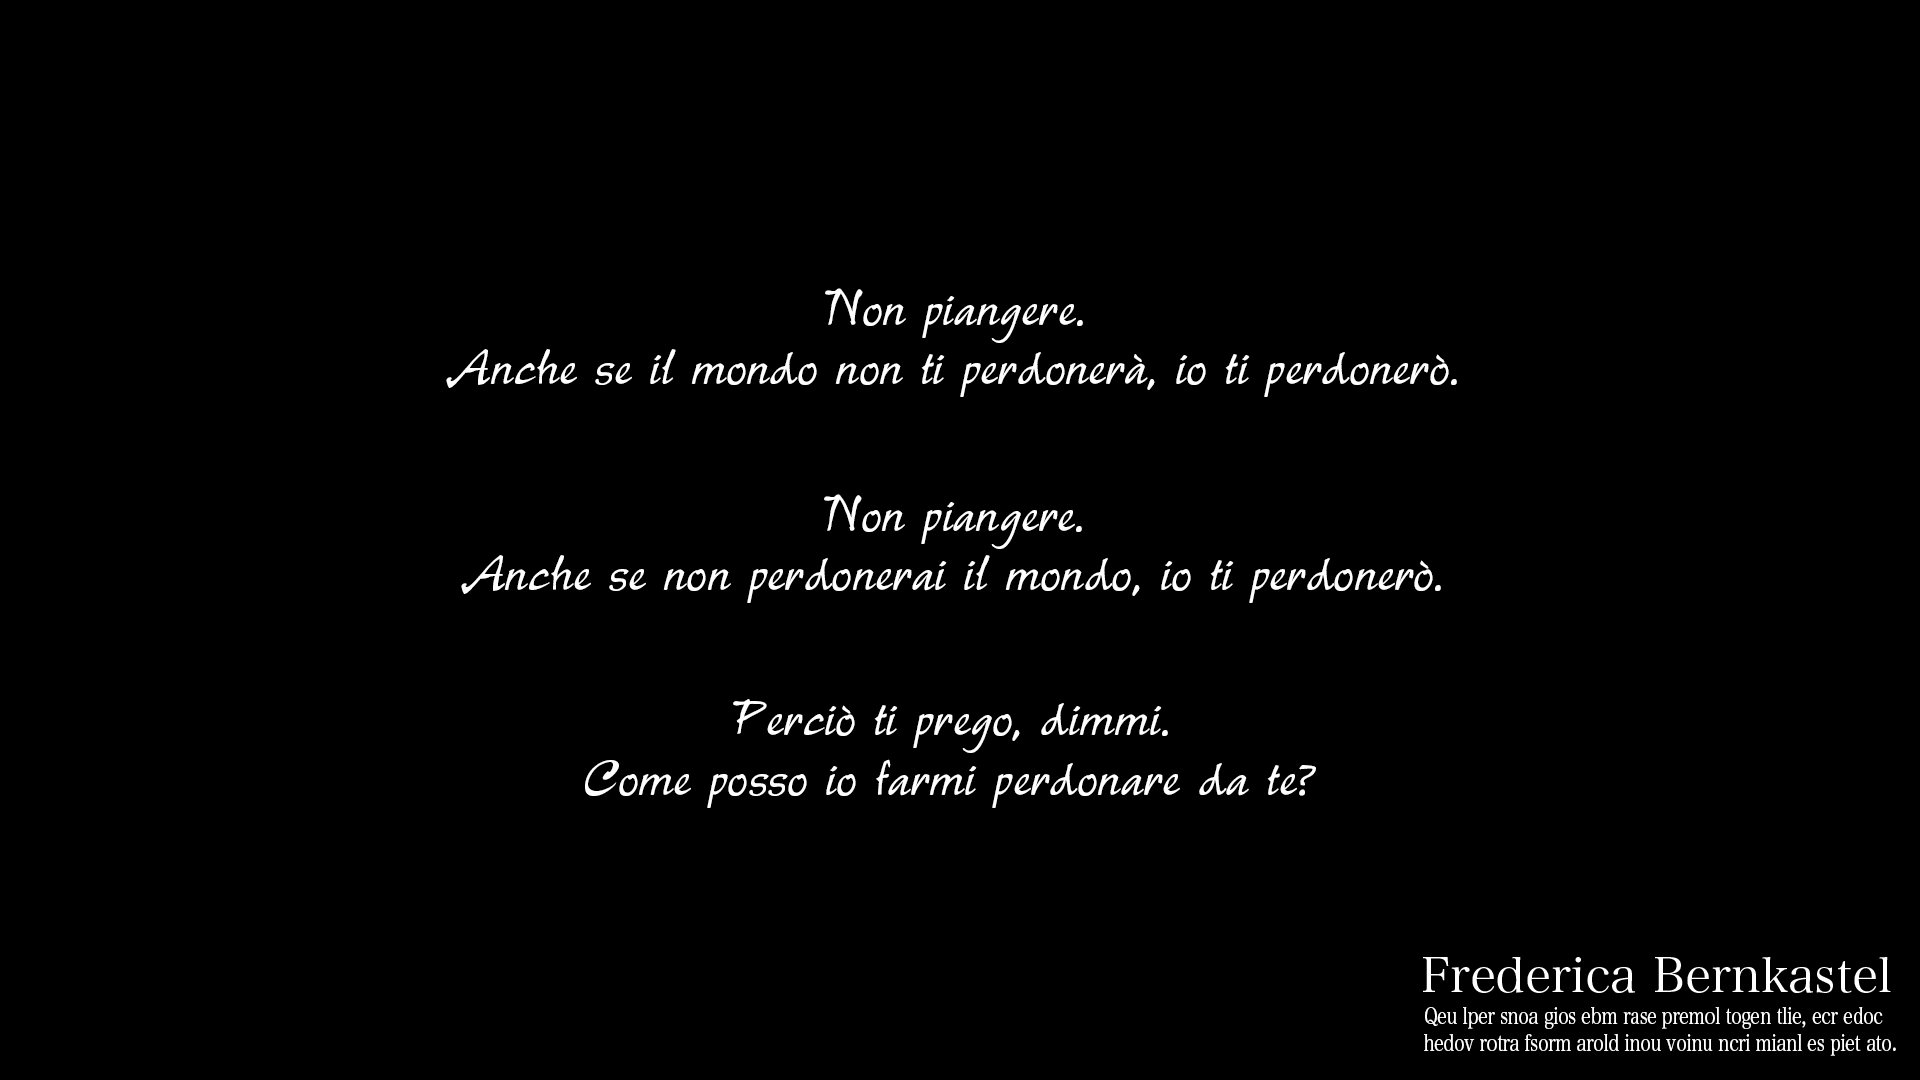 Non piangere.
Anche se il mondo non ti perdonerà, io ti perdonerò.
Non piangere.
Anche se non perdonerai il mondo, io ti perdonerò.
Perciò ti prego, dimmi.
Come posso io farmi perdonare da te?
Frederica Bernkastel
Qeu lper snoa gios ebm rase premol togen tlie, ecr edoc
hedov rotra fsorm arold inou voinu ncri mianl es piet ato.